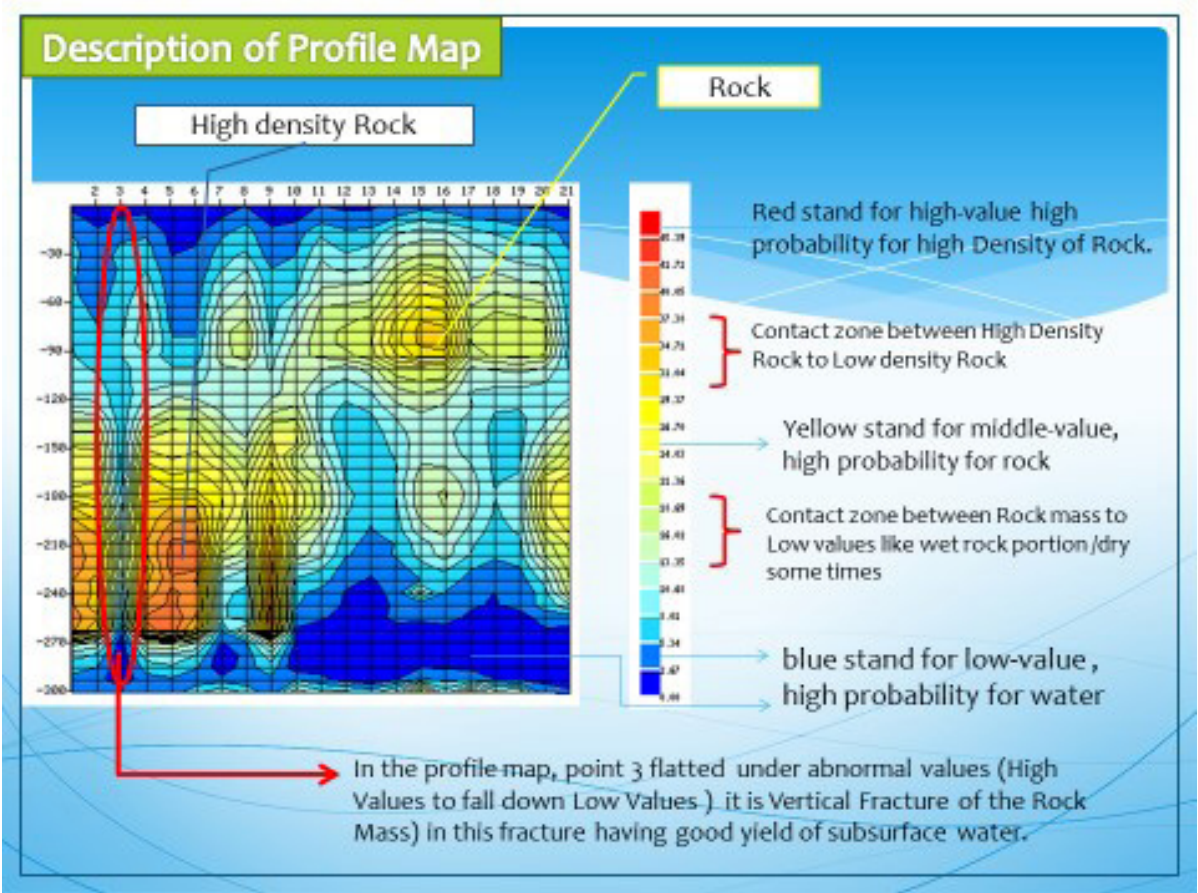 Description of Profile Map
Rock
High density Rock
2 3 4 5 6 7 8 9 10 11 12 13 14 15 16 17 18 19 20 21
-30
-60
-90
-120
-150
-180
-210
-240
-270
-300
Red stand for high-value high
probability for high Density of Rock.
Contact zone between High Density
Rock to Low density Rock
Yellow stand for middle-value,
high probability for rock
Contact zone between Rock mass to
Low values like wet rock portion/dry
some times
blue stand for low-value ,
high probability for water
In the profile map, point 3 flatted under abnormal values (High
Values to fall down Low Values ) it is Vertical Fracture of the Rock
Mass) in this fracture having good yield of subsurface water.